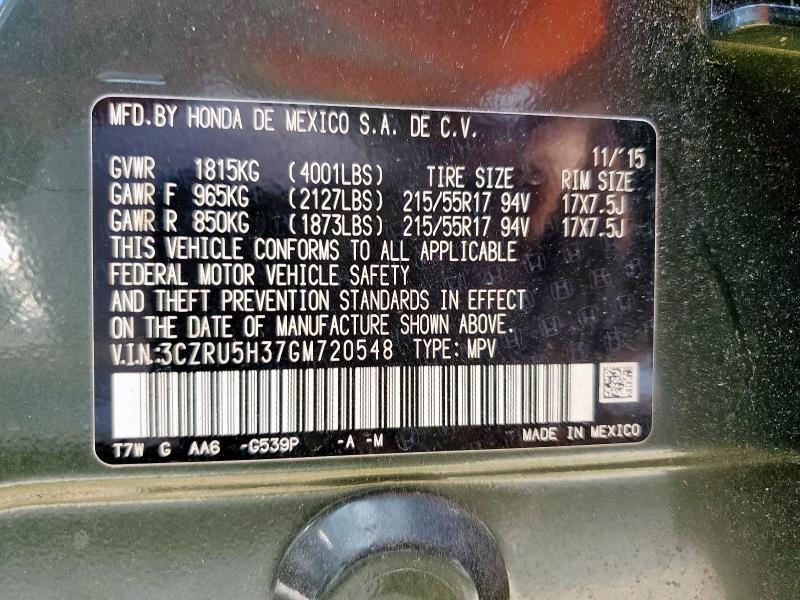 MFD.BY HONDA DE MEXICO S.A. DE C.V.
11/'15
GVWR 1815KG (4001LBS) TIRE SIZE RIM SIZE
GAWR F 965KG (2127LBS) 215/55R17 94V 17X7.5J
GAWR R 850KG (1873LBS) 215/55R17 94V 17X7.5J
THIS VEHICLE CONFORMS TO ALL APPLICABLE
FEDERAL MOTOR VEHICLE SAFETY
AND THEFT PREVENTION STANDARDS IN EFFECT
ON THE DATE OF MANUFACTURE SHOWN ABOVE.
V.I.N.:3CZRU5H37GM720548 TYPE: MPV
T7W G AA6 -G539P -A -M MADE IN MEXICO